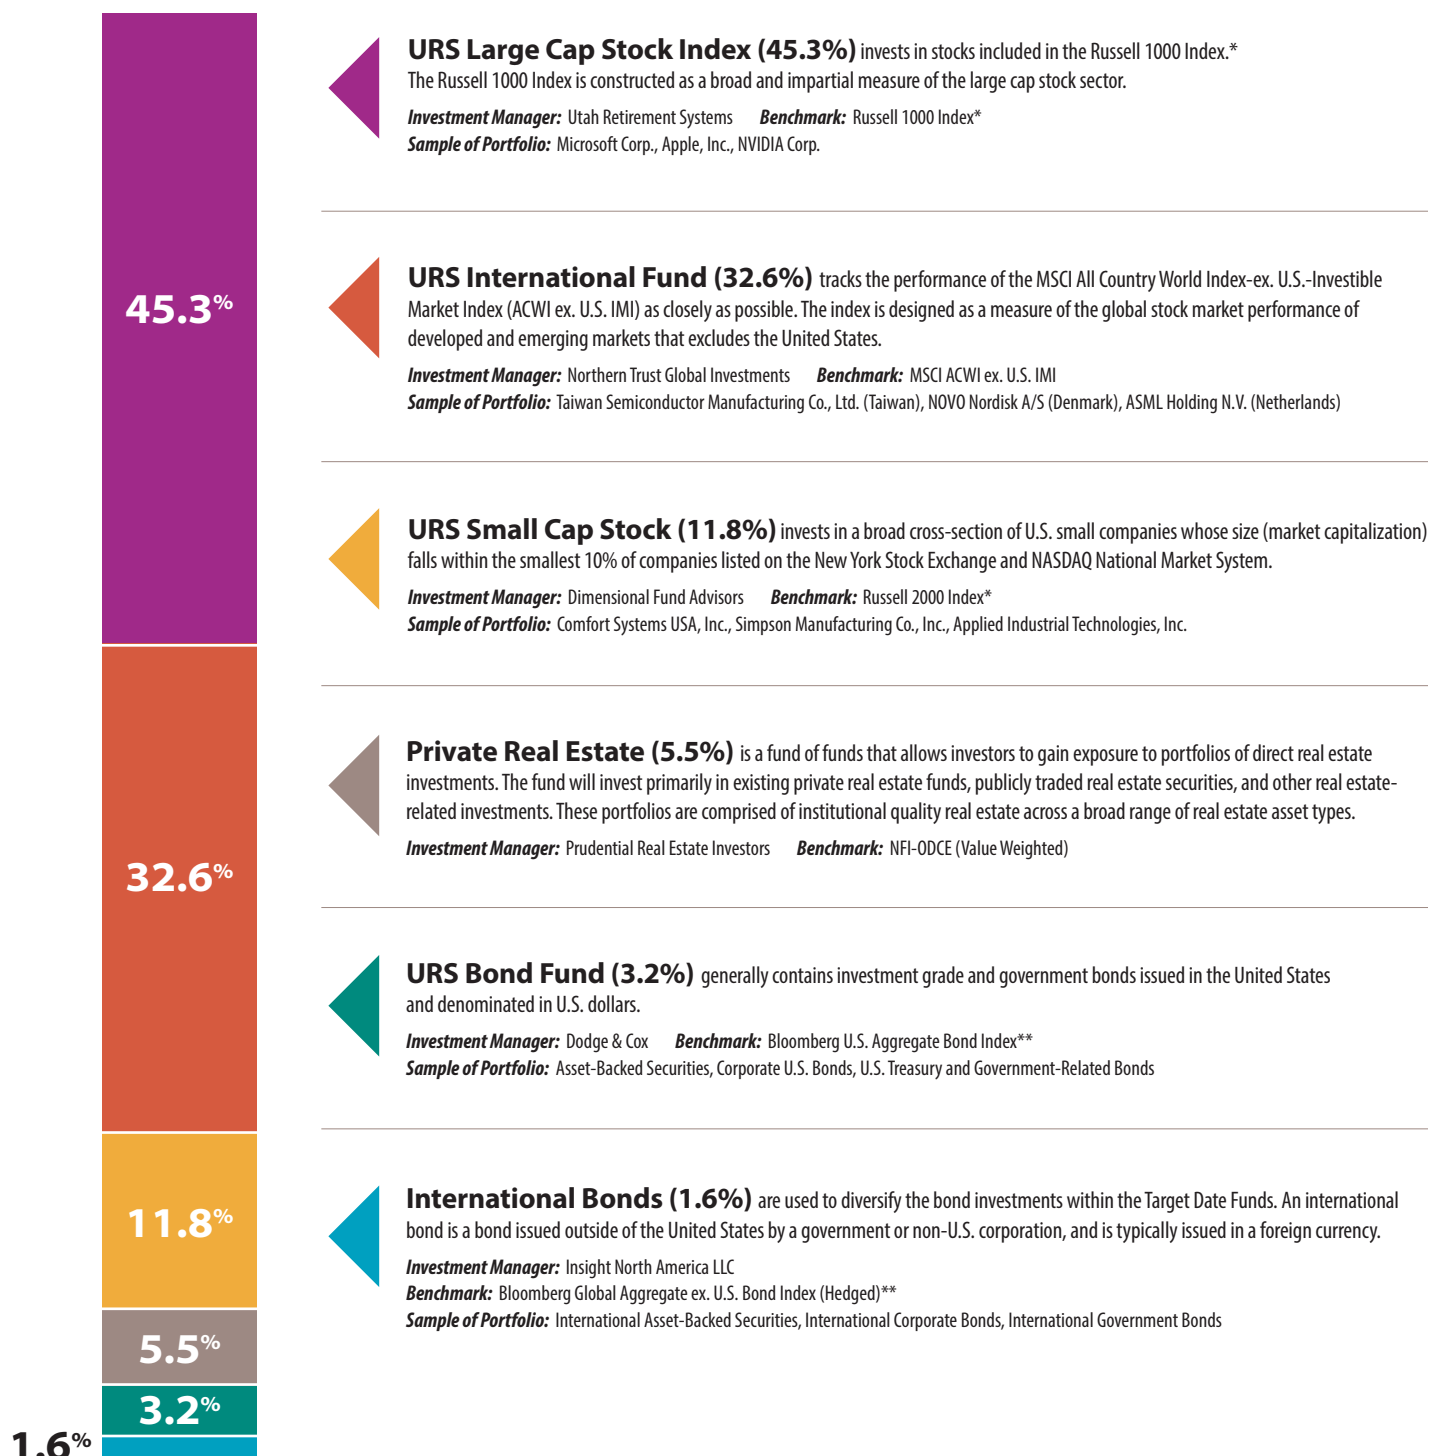 URS Large Cap Stock Index (45.3%) invests in stocks included in the Russell 1000 Index.*
The Russell 1000 Index is constructed as a broad and impartial measure of the large cap stock sector.
Investment Manager: Utah Retirement Systems Benchmark: Russell 1000 Index*
Sample of Portfolio: Microsoft Corp., Apple, Inc., NVIDIA Corp.
URS International Fund (32.6%) tracks the performance of the MSCI All Country World Index-ex. U.S.-Investible
45.3%
Market Index (ACWI ex. U.S. IMI) as closely as possible. The index is designed as a measure of the global stock market performance of
developed and emerging markets that excludes the United States.
Investment Manager: Northern Trust Global Investments Benchmark: MSCI ACWI ex. U.S. IMI
Sample of Portfolio: Taiwan Semiconductor Manufacturing Co., Ltd. (Taiwan), NOVO Nordisk A/S (Denmark), ASML Holding N.V. (Netherlands)
URS Small Cap Stock (11.8%) invests in a broad cross-section of U.S. small companies whose size (market capitalization)
falls within the smallest 10% of companies listed on the New York Stock Exchange and NASDAQ National Market System.
Investment Manager: Dimensional Fund Advisors Benchmark: Russell 2000 Index*
Sample of Portfolio: Comfort Systems USA, Inc., Simpson Manufacturing Co., Inc., Applied Industrial Technologies, Inc.
Private Real Estate (5.5%) is a fund of funds that allows investors to gain exposure to portfolios of direct real estate
investments. The fund will invest primarily in existing private real estate funds, publicly traded real estate securities, and other real estate-
related investments. These portfolios are comprised of institutional quality real estate across a broad range of real estate asset types.
Investment Manager: Prudential Real Estate Investors Benchmark: NFI-ODCE (Value Weighted)
32.6%
URS Bond Fund (3.2%) generally contains investment grade and government bonds issued in the United States
and denominated in U.S. dollars.
Investment Manager: Dodge & Cox Benchmark: Bloomberg U.S. Aggregate Bond Index**
Sample of Portfolio: Asset-Backed Securities, Corporate U.S. Bonds, U.S. Treasury and Government-Related Bonds
International Bonds (1.6%) are used to diversify the bond investments within the Target Date Funds. An international
11.8%
bond is a bond issued outside of the United States by a government or non-U.S. corporation, and is typically issued in a foreign currency.
Investment Manager: Insight North America LLC
Benchmark: Bloomberg Global Aggregate ex. U.S. Bond Index (Hedged)**
Sample of Portfolio: International Asset-Backed Securities, International Corporate Bonds, International Government Bonds
5.5%
3.2%
1.6%